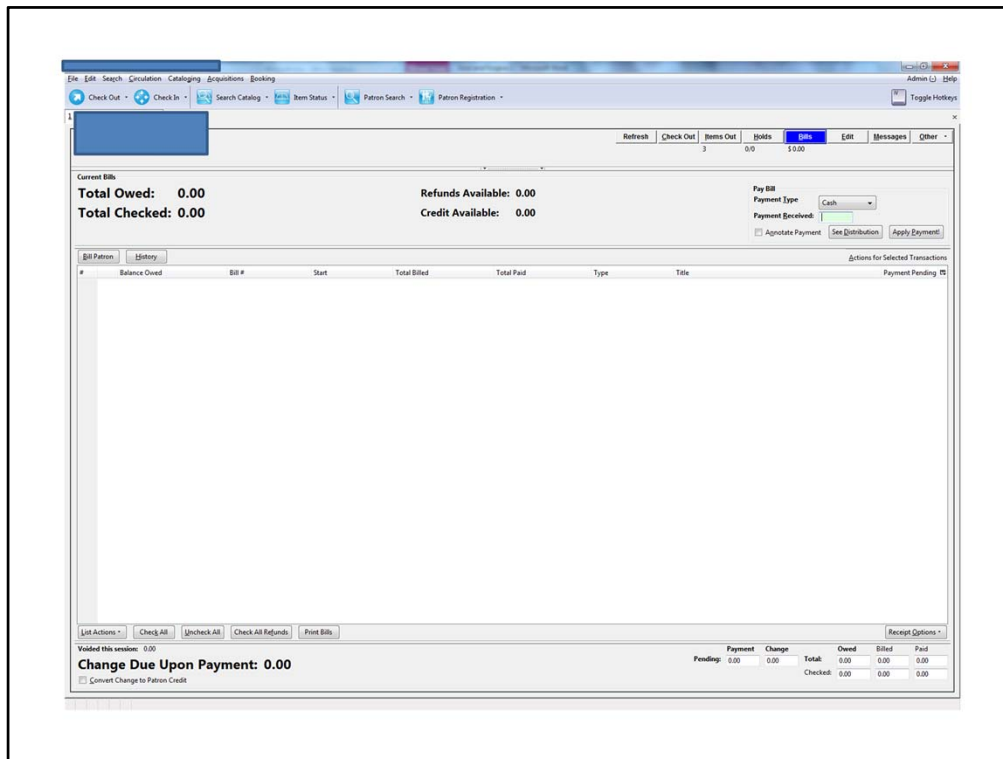 File Edit Search Circulation Cataloging Acquisitions Booking Admin (-) Help
Check Out Check In Search Catalog Item Status Patron Search Patron Registration Toggle Hotkeys
1
Refresh Check Out Items Out Holds Bills Edit Messages Other
3 0/0 $ 0.00
Current Bills
Total Owed: 0.00 Refunds Available: 0.00 Pay Bill
Payment Type Cash
Total Checked: 0.00 Credit Available: 0.00 Payment Received:
Annotate Payment See Distribution Apply Payment!
Bill Patron History Actions for Selected Transactions
# Balance Owed Bill # Start Total Billed Total Paid Type Title Payment Pending
List Actions Check All Uncheck All Check All Refunds Print Bills Receipt Options
Voided this session: 0.00 Payment Change Owed Billed Paid
Change Due Upon Payment: 0.00 Pending: 0.00 0.00 Total: 0.00 0.00 0.00
Convert Change to Patron Credit Checked: 0.00 0.00 0.00